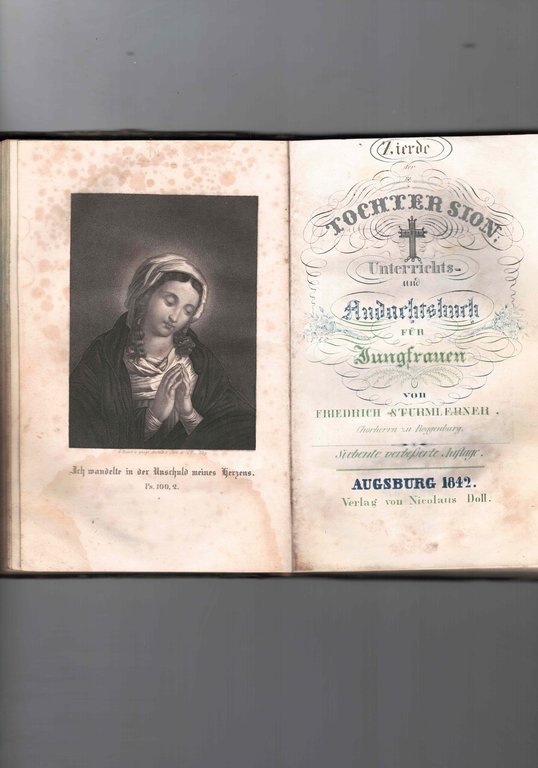 Ich wandelte in der Unschuld meines Herzens.
Ps. 100, 2.
Zierde
der
TOCHTER SION.
Unterrichts-
und
Andachtsbuch
FÜR
Jungfrauen
VON
FRIEDRICH STURMLERNER.
Chorherrn zu Roggenburg.
Siebente verbeßerte Auflage.
AUGSBURG 1842.
Verlag von Nicolaus Doll.